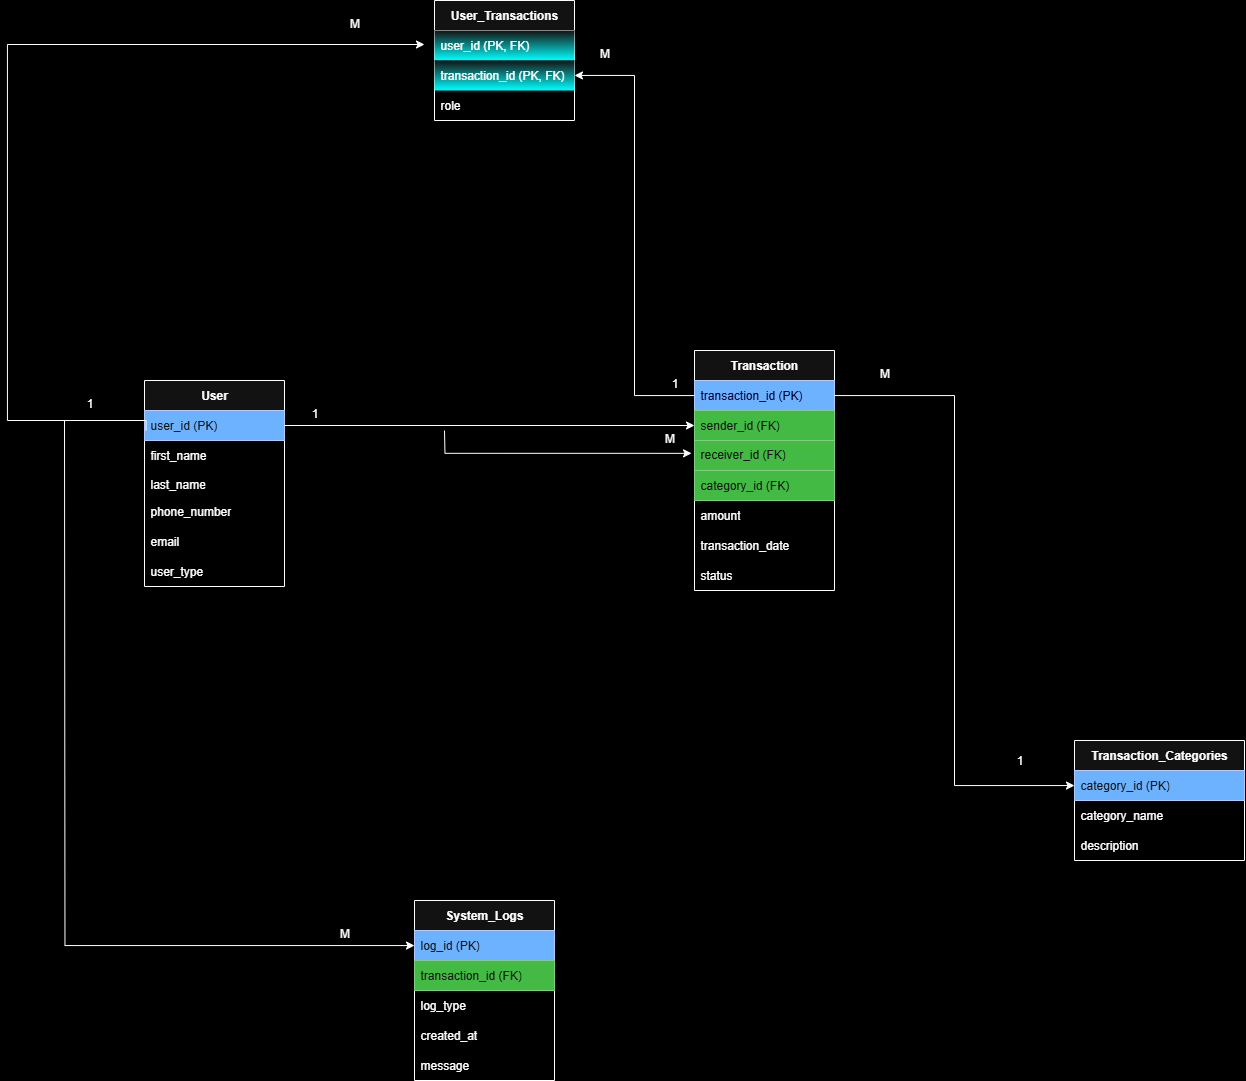 M
User_Transactions
user_id (PK, FK)
M
transaction_id (PK, FK)
role
Transaction
M
1
transaction_id (PK)
User
1
1
user_id (PK)
sender_id (FK)
M
first_name
receiver_id (FK)
last_name
category_id (FK)
phone_number
amount
email
transaction_date
user_type
status
1
Transaction_Categories
category_id (PK)
category_name
description
System_Logs
M
log_id (PK)
transaction_id (FK)
log_type
created_at
message